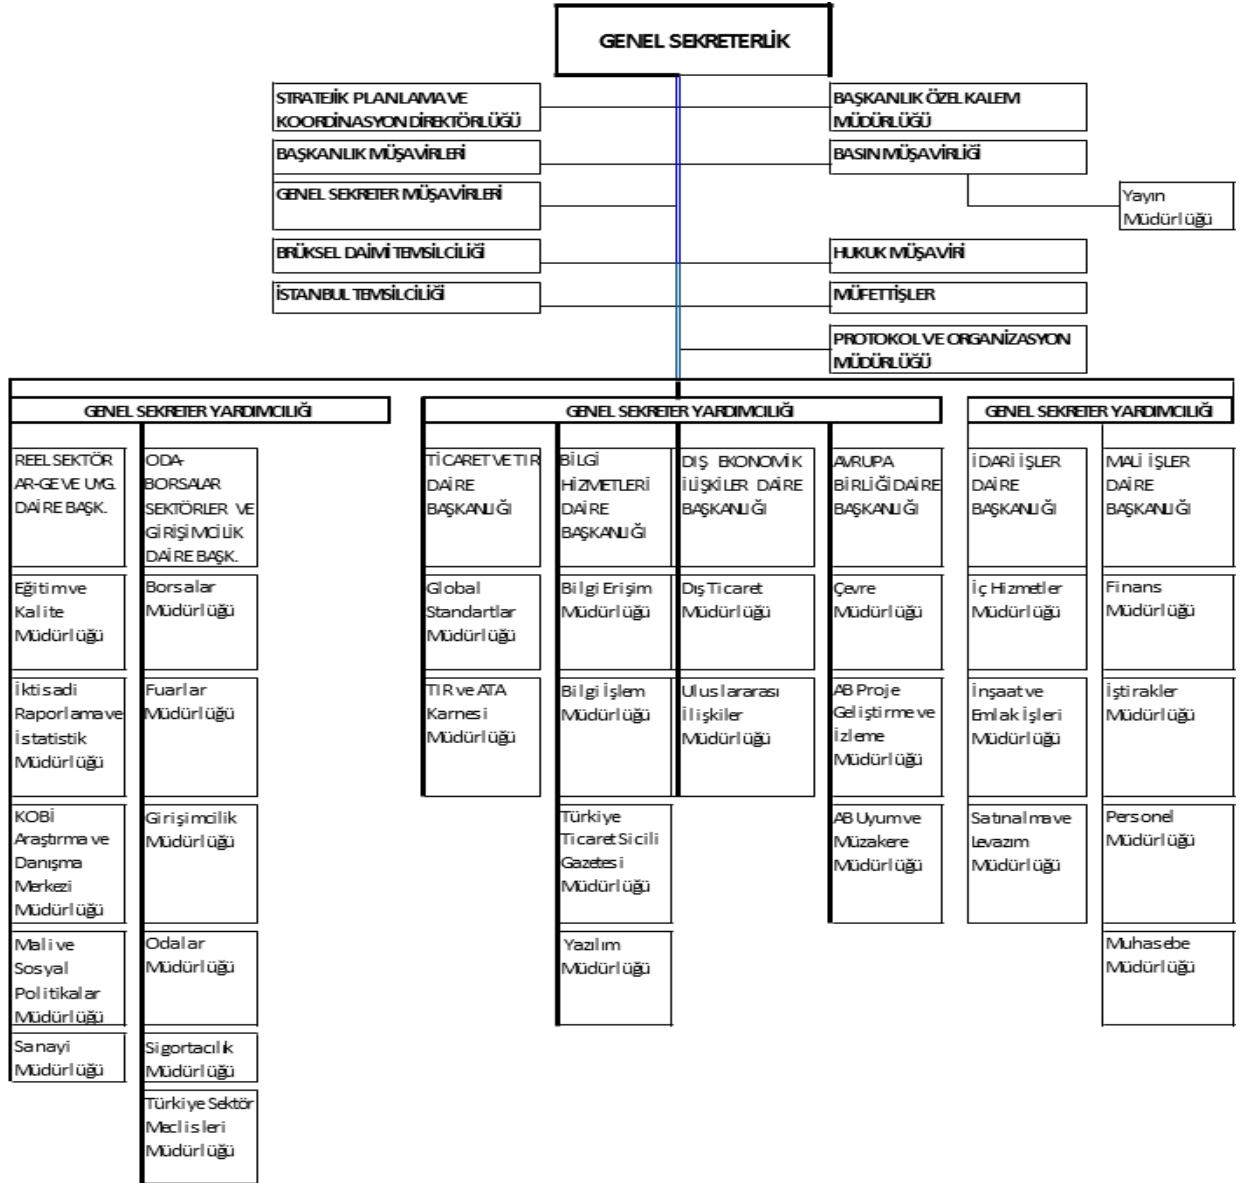 GENEL SEKRETERLİK
STRATEJİK PLANLAMA VE
KOORDİNASYON DİREKTÖRLÜĞÜ
BAŞKANLIK ÖZEL KALEM
MÜDÜRLÜĞÜ
BAŞKANLIK MÜŞAVİRLERİ
BASIN MÜŞAVİRLİĞİ
GENEL SEKRETER MÜŞAVİRLERİ
Yayın
Müdürlüğü
BRÜKSEL DAİMİ TEMSİLCİLİĞİ
HUKUK MÜŞAVİRİ
İSTANBUL TEMSİLCİLİĞİ
MÜFETTİŞLER
PROTOKOL VE ORGANİZASYON
MÜDÜRLÜĞÜ
GENEL SEKRETER YARDIMCILIĞI
REEL SEKTÖR
AR-GE VE UYG.
DAİRE BAŞK.
Eğitim ve
Kalite
Müdürlüğü
İktisadi
Raporlama ve
İstatistik
Müdürlüğü
KOBİ
Araştırma ve
Danışma
Merkezi
Müdürlüğü
Mali ve
Sosyal
Politikalar
Müdürlüğü
Sanayi
Müdürlüğü
ODA-
BORSALAR
SEKTÖRLER VE
GİRİŞİMCİLİK
DAİRE BAŞK.
Borsalar
Müdürlüğü
Fuarlar
Müdürlüğü
Girişimcilik
Müdürlüğü
Odalar
Müdürlüğü
Sigortacılık
Müdürlüğü
Türkiye Sektör
Meclisleri
Müdürlüğü
GENEL SEKRETER YARDIMCILIĞI
TİCARET VE TIR
DAİRE
BAŞKANLIĞI
Global
Standartlar
Müdürlüğü
TIR ve ATA
Karnesi
Müdürlüğü
BİLGİ
HİZMETLERİ
DAİRE
BAŞKANLIĞI
Bilgi Erişim
Müdürlüğü
Bilgi İşlem
Müdürlüğü
Türkiye
Ticaret Sicili
Gazetesi
Müdürlüğü
Yazılım
Müdürlüğü
DIŞ EKONOMİK
İLİŞKİLER DAİRE
BAŞKANLIĞI
Dış Ticaret
Müdürlüğü
Uluslararası
İlişkiler
Müdürlüğü
AVRUPA
BİRLİĞİ DAİRE
BAŞKANLIĞI
Çevre
Müdürlüğü
AB Proje
Geliştirme ve
İzleme
Müdürlüğü
AB Uyum ve
Müzakere
Müdürlüğü
GENEL SEKRETER YARDIMCILIĞI
İDARİ İŞLER
DAİRE
BAŞKANLIĞI
İç Hizmetler
Müdürlüğü
İnşaat ve
Emlak İşleri
Müdürlüğü
Satınalma ve
Levazım
Müdürlüğü
MALİ İŞLER
DAİRE
BAŞKANLIĞI
Finans
Müdürlüğü
İştirakler
Müdürlüğü
Personel
Müdürlüğü
Muhasebe
Müdürlüğü